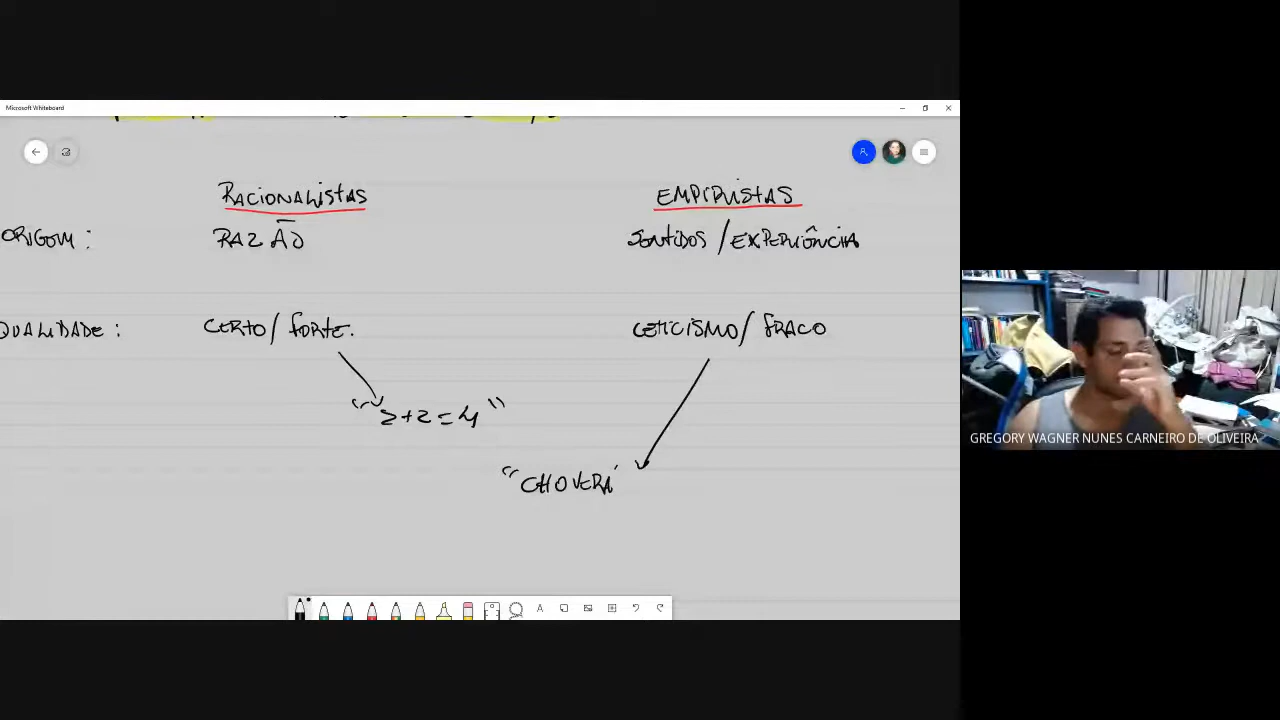 Microsoft Whiteboard
RACIONALISTAS EMPIRISTAS
ORIGEM: RAZÃO SENTIDOS / EXPERIÊNCIA
QUALIDADE: CERTO / FORTE. CETICISMO / FRACO
"2+2=4"
"CHOVERÁ
GREGORY WAGNER NUNES CARNEIRO DE OLIVEIRA